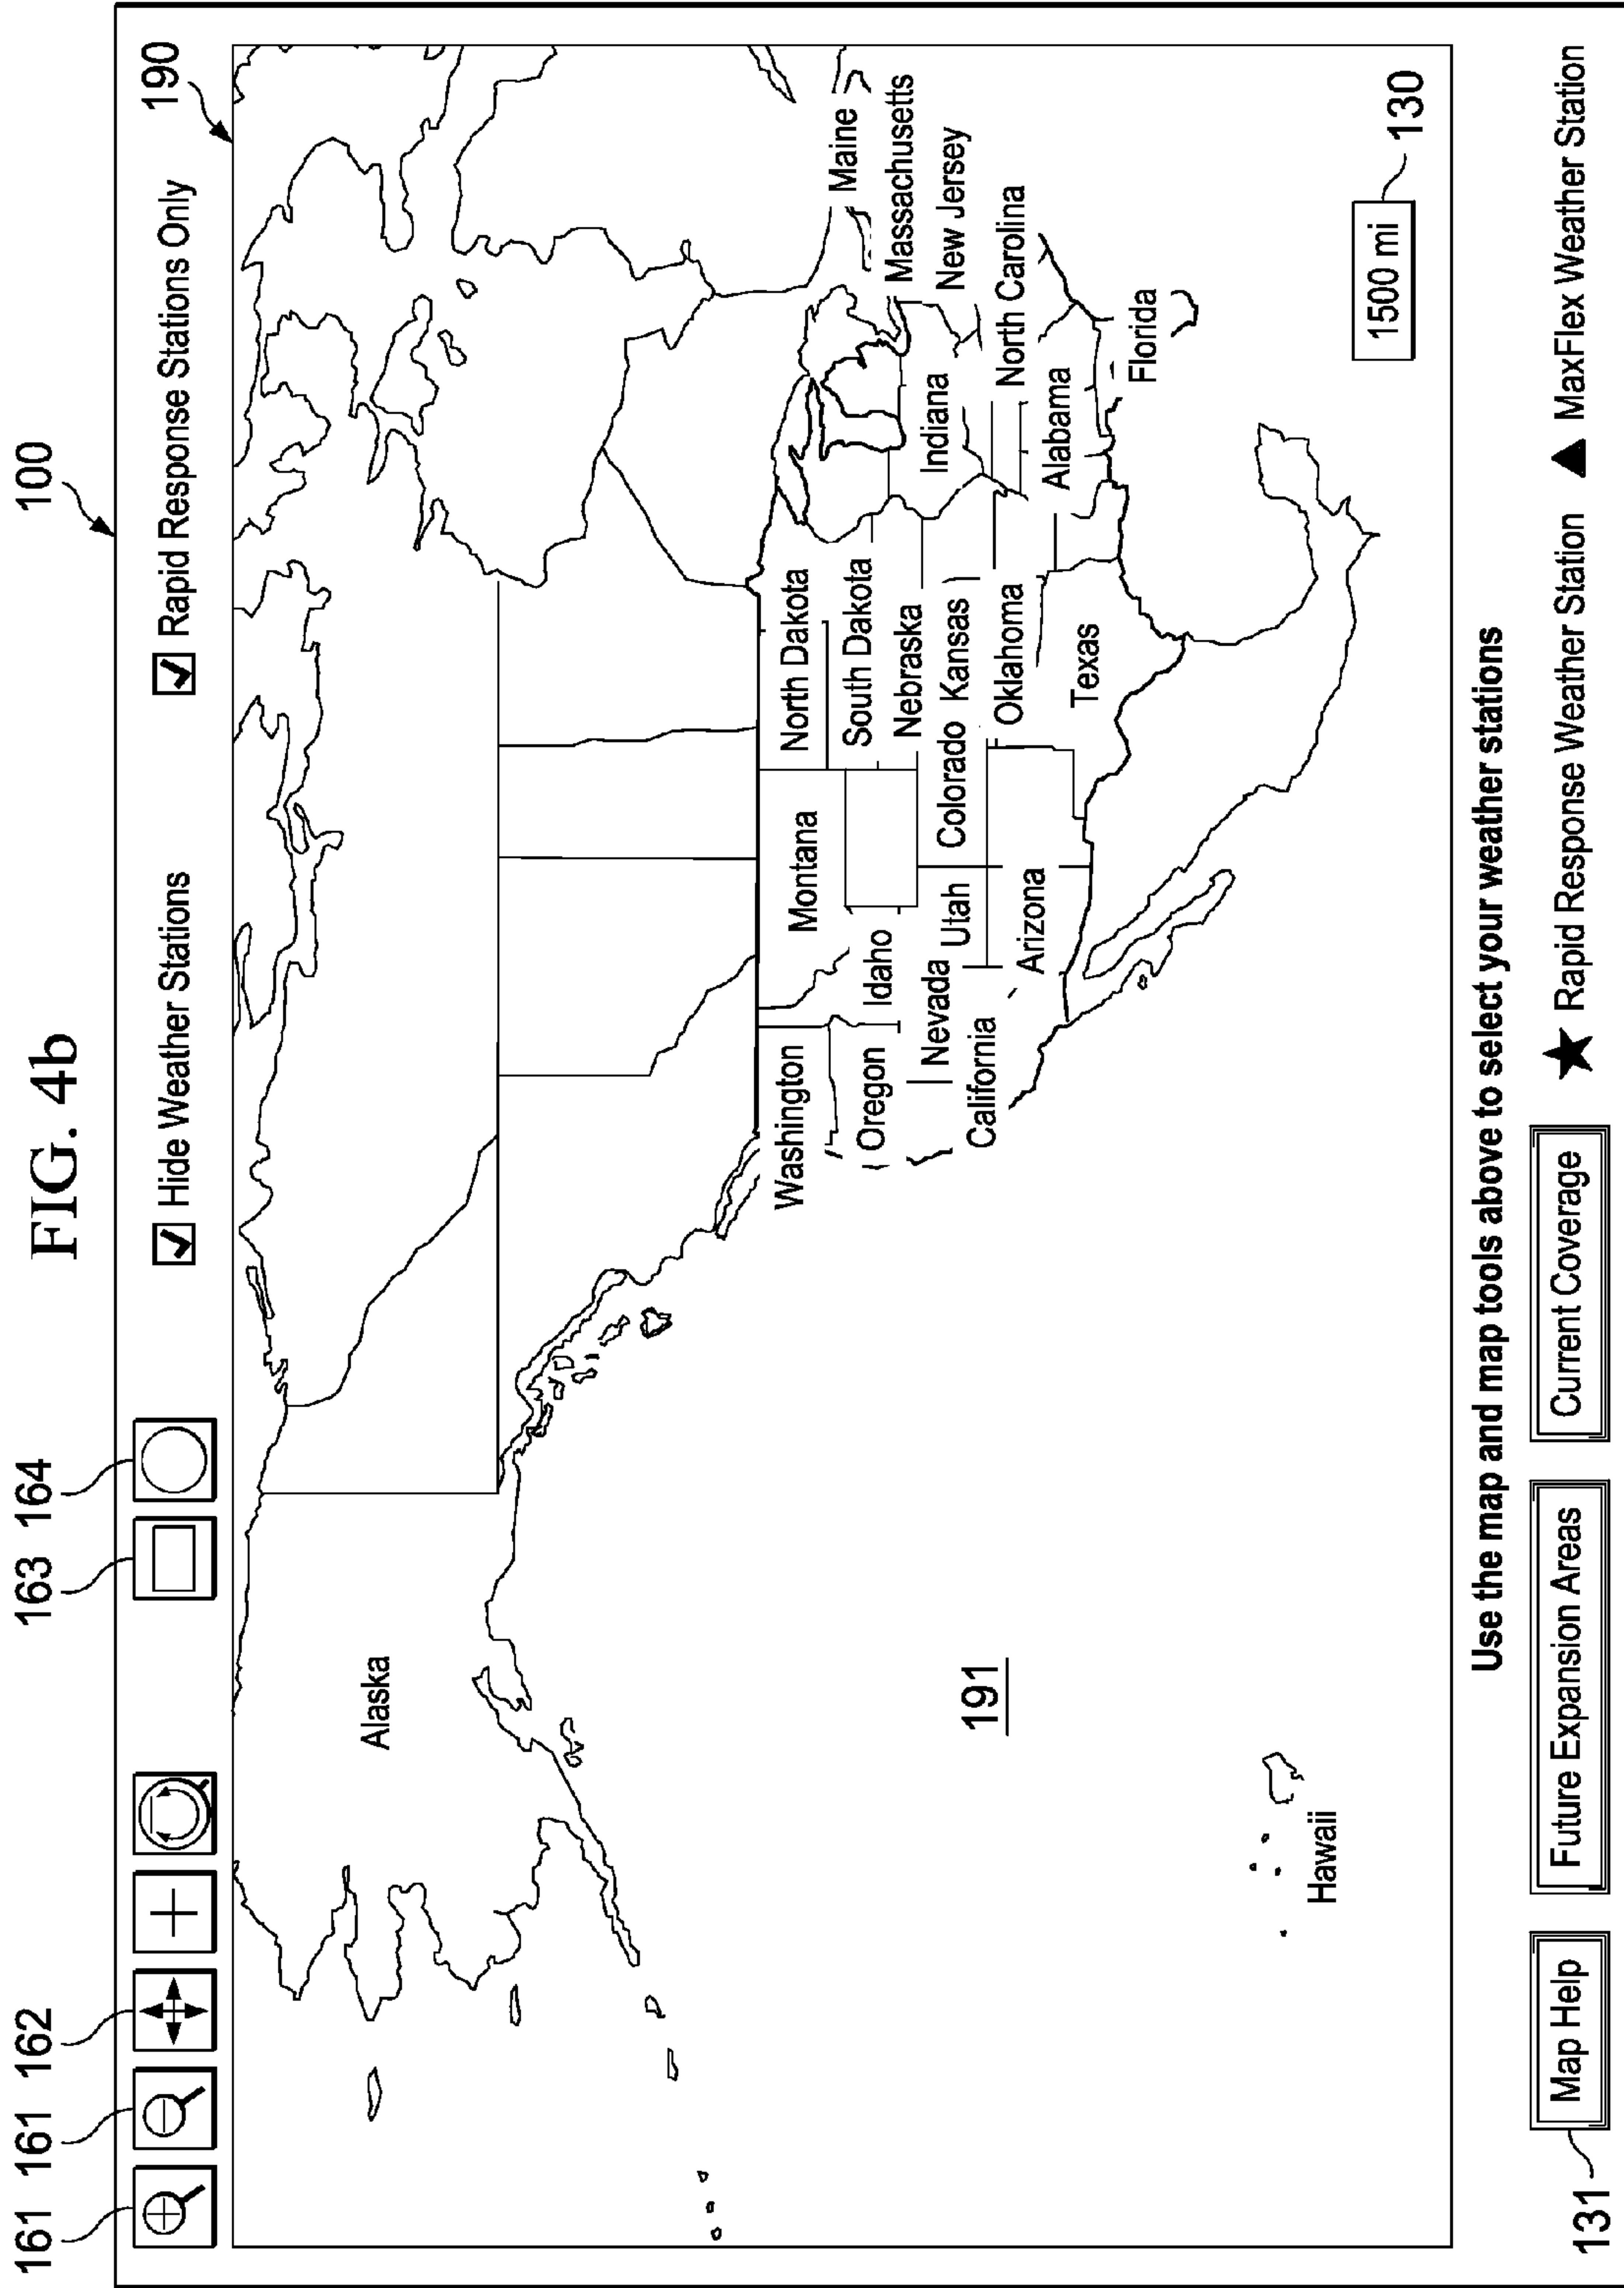 FIG. 4b
100
161
161
162
163
164
Hide Weather Stations
Rapid Response Stations Only
190
Alaska
Washington
Montana
North Dakota
Maine
Oregon
Idaho
South Dakota
Massachusetts
Nevada
Nebraska
Indiana
New Jersey
California
Utah
Colorado
Kansas
North Carolina
Arizona
Oklahoma
Alabama
Texas
Florida
191
Hawaii
1500 mi
130
Use the map and map tools above to select your weather stations
131
Map Help
Future Expansion Areas
Current Coverage
Rapid Response Weather Station
MaxFlex Weather Station